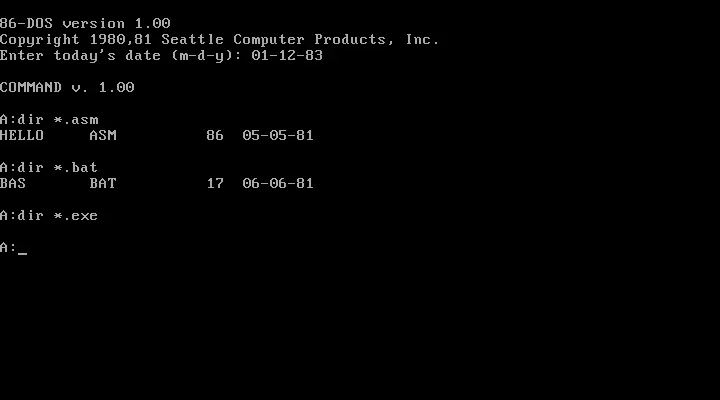 86-DOS version 1.00
Copyright 1980,81 Seattle Computer Products, Inc.
Enter today's date (m-d-y): 01-12-83
COMMAND v. 1.00
A:dir *.asm
HELLO    ASM         86  05-05-81
A:dir *.bat
BAS      BAT         17  06-06-81
A:dir *.exe
A:_